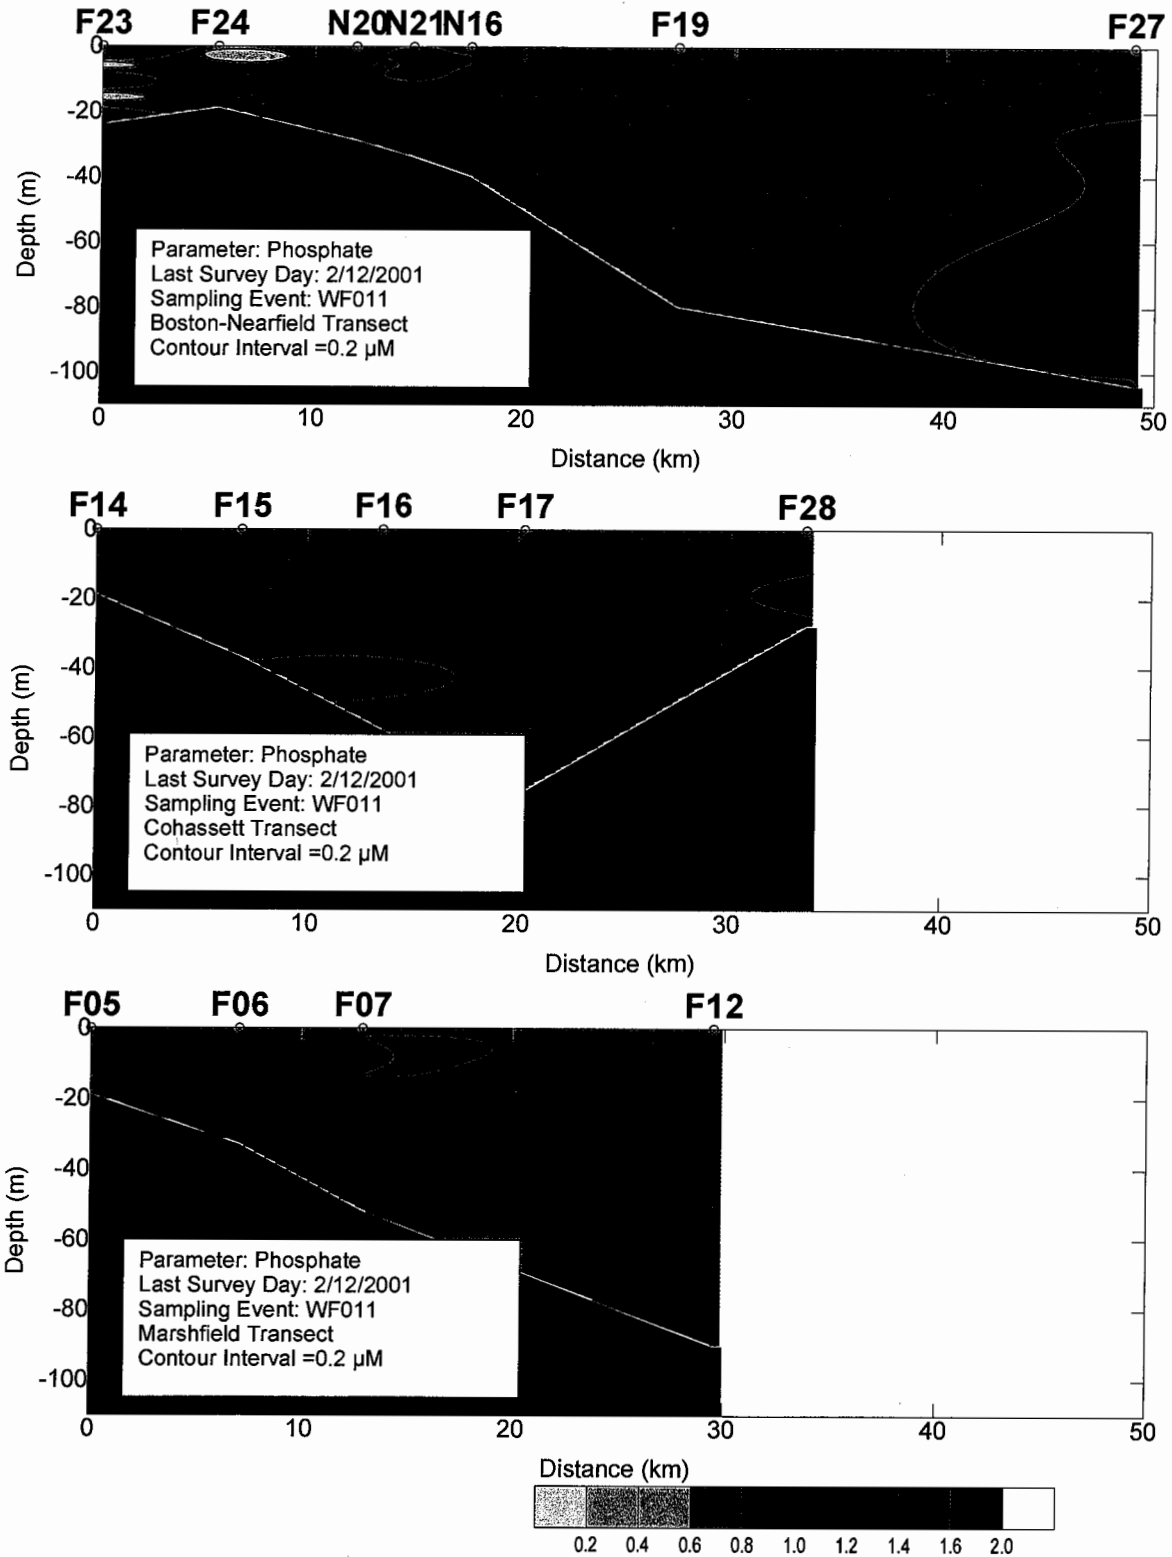 F23 F24 N20 N21 N16 F19 F27
0
-20
-40
-60
-80
-100
Depth (m)
Parameter: Phosphate
Last Survey Day: 2/12/2001
Sampling Event: WF011
Boston-Nearfield Transect
Contour Interval =0.2 µM
0 10 20 30 40 50
Distance (km)
F14 F15 F16 F17 F28
0
-20
-40
-60
-80
-100
Depth (m)
Parameter: Phosphate
Last Survey Day: 2/12/2001
Sampling Event: WF011
Cohassett Transect
Contour Interval =0.2 µM
0 10 20 30 40 50
Distance (km)
F05 F06 F07 F12
0
-20
-40
-60
-80
-100
Depth (m)
Parameter: Phosphate
Last Survey Day: 2/12/2001
Sampling Event: WF011
Marshfield Transect
Contour Interval =0.2 µM
0 10 20 30 40 50
Distance (km)
0.2 0.4 0.6 0.8 1.0 1.2 1.4 1.6 2.0